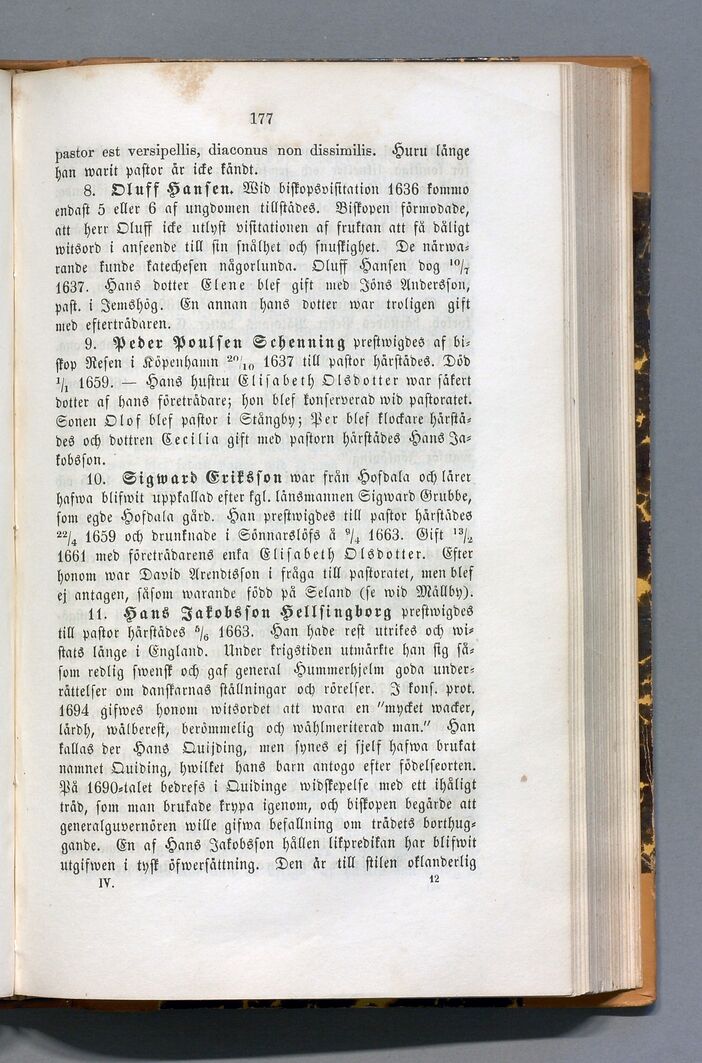 177
pastor est versipellis, diaconus non dissimilis. Huru länge
han warit pastor är icke kändt.
8. Oluff Hansen. Wid biskopsvisitation 1636 kommo
endast 5 eller 6 af ungdomen tillstädes. Biskopen förmodade,
att herr Oluff icke utlyst visitationen af fruktan att få dåligt
witsord i anseende till sin snålhet och snuskighet. De närwa-
rande kunde katechesen någorlunda. Oluff Hansen dog 10/7
1637. Hans dotter Elene blef gift med Jöns Andersson,
past. i Jemshög. En annan hans dotter war troligen gift
med efterträdaren.
9. Peder Poulsen Schenning prestwigdes af bi-
skop Resen i Köpenhamn 20/10 1637 till pastor härstädes. Död
1/1 1659. — Hans hustru Elisabeth Olsdotter war säkert
dotter af hans företrädare; hon blef konserverad wid pastoratet.
Sonen Olof blef pastor i Stångby; Per blef klockare härstä-
des och dottren Cecilia gift med pastorn härstädes Hans Ja-
kobsson.
10. Sigward Eriksson war från Hofdala och lärer
hafwa blifwit uppkallad efter kgl. länsmannen Sigward Grubbe,
som egde Hofdala gård. Han prestwigdes till pastor härstädes
22/4 1659 och drunknade i Sönnarslöfs å 9/4 1663. Gift 13/2
1661 med företrädarens enka Elisabeth Olsdotter. Efter
honom war David Arendtsson i fråga till pastoratet, men blef
ej antagen, såsom warande född på Seland (se wid Mållby).
11. Hans Jakobsson Hellsingborg prestwigdes
till pastor härstädes 5/6 1663. Han hade rest utrikes och wi-
stats länge i England. Under krigstiden utmärkte han sig så-
som redlig swensk och gaf general Hummerhjelm goda under-
rättelser om danskarnas ställningar och rörelser. I kons. prot.
1694 gifwes honom witsordet att wara en "mycket wacker,
lärdh, wälberest, berömmelig och wählmeriterad man." Han
kallas der Hans Quijding, men synes ej sjelf hafwa brukat
namnet Quiding, hwilket hans barn antogo efter födelseorten.
På 1690-talet bedrefs i Quidinge widskepelse med ett ihåligt
träd, som man brukade krypa igenom, och biskopen begärde att
generalguvernören wille gifwa befallning om trädets borthug-
gande. En af Hans Jakobsson hållen likpredikan har blifwit
utgifwen i tysk öfwersättning. Den är till stilen oklanderlig
IV. 12